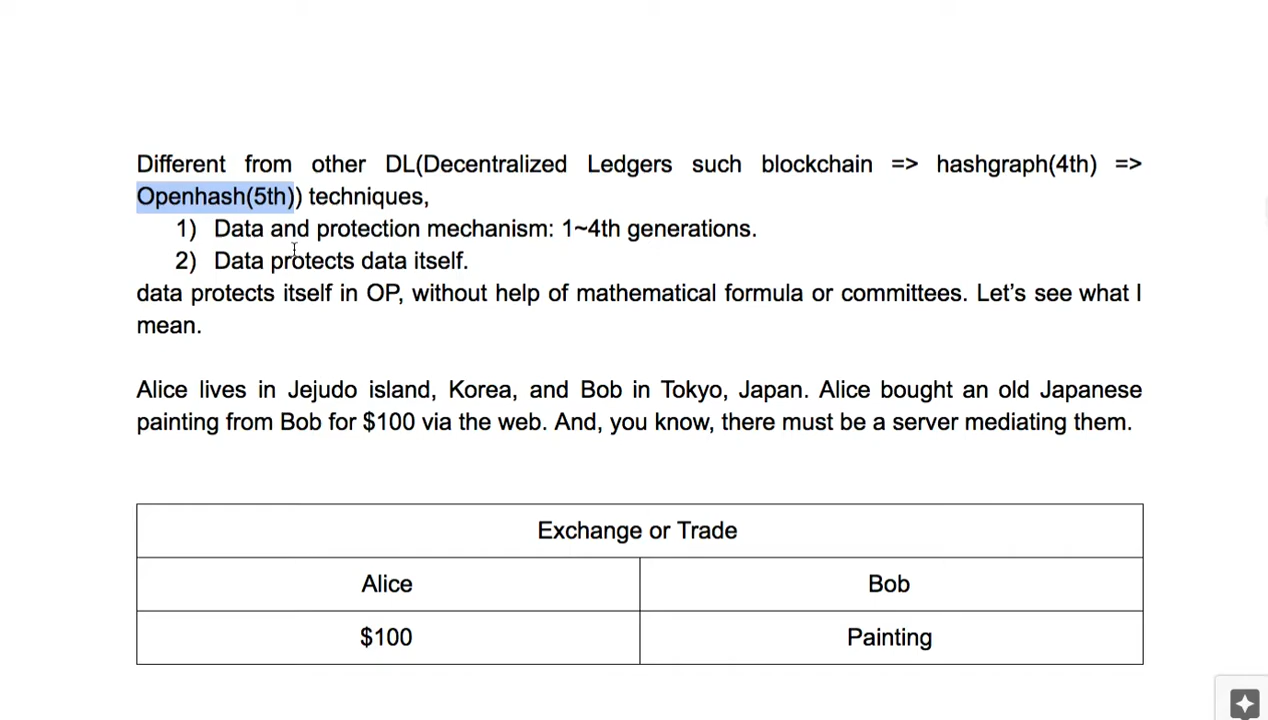 Different from other DL(Decentralized Ledgers such blockchain => hashgraph(4th) =>
Openhash(5th)) techniques,
1) Data and protection mechanism: 1~4th generations.
2) Data protects data itself.
data protects itself in OP, without help of mathematical formula or committees. Let’s see what I
mean.
Alice lives in Jejudo island, Korea, and Bob in Tokyo, Japan. Alice bought an old Japanese
painting from Bob for $100 via the web. And, you know, there must be a server mediating them.
Exchange or Trade
Alice Bob
$100 Painting